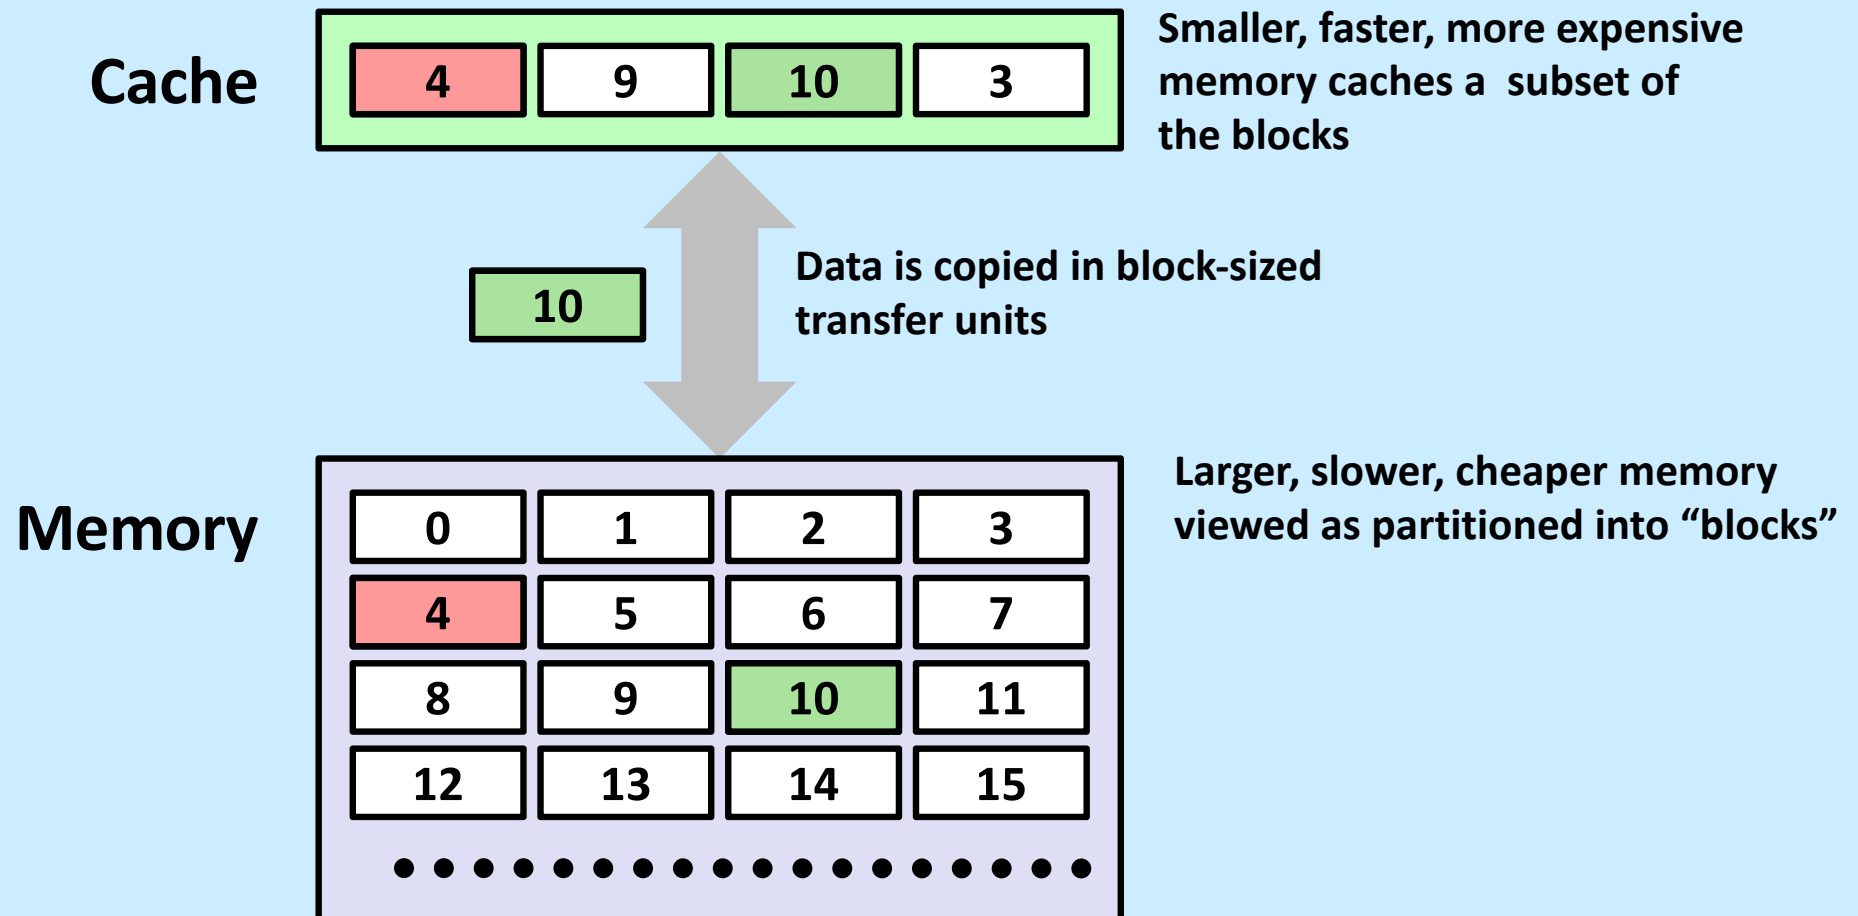 Cache
4 9 10 3
Smaller, faster, more expensive
memory caches a subset of
the blocks
10
Data is copied in block-sized
transfer units
Memory
0 1 2 3
4 5 6 7
8 9 10 11
12 13 14 15
Larger, slower, cheaper memory
viewed as partitioned into “blocks”